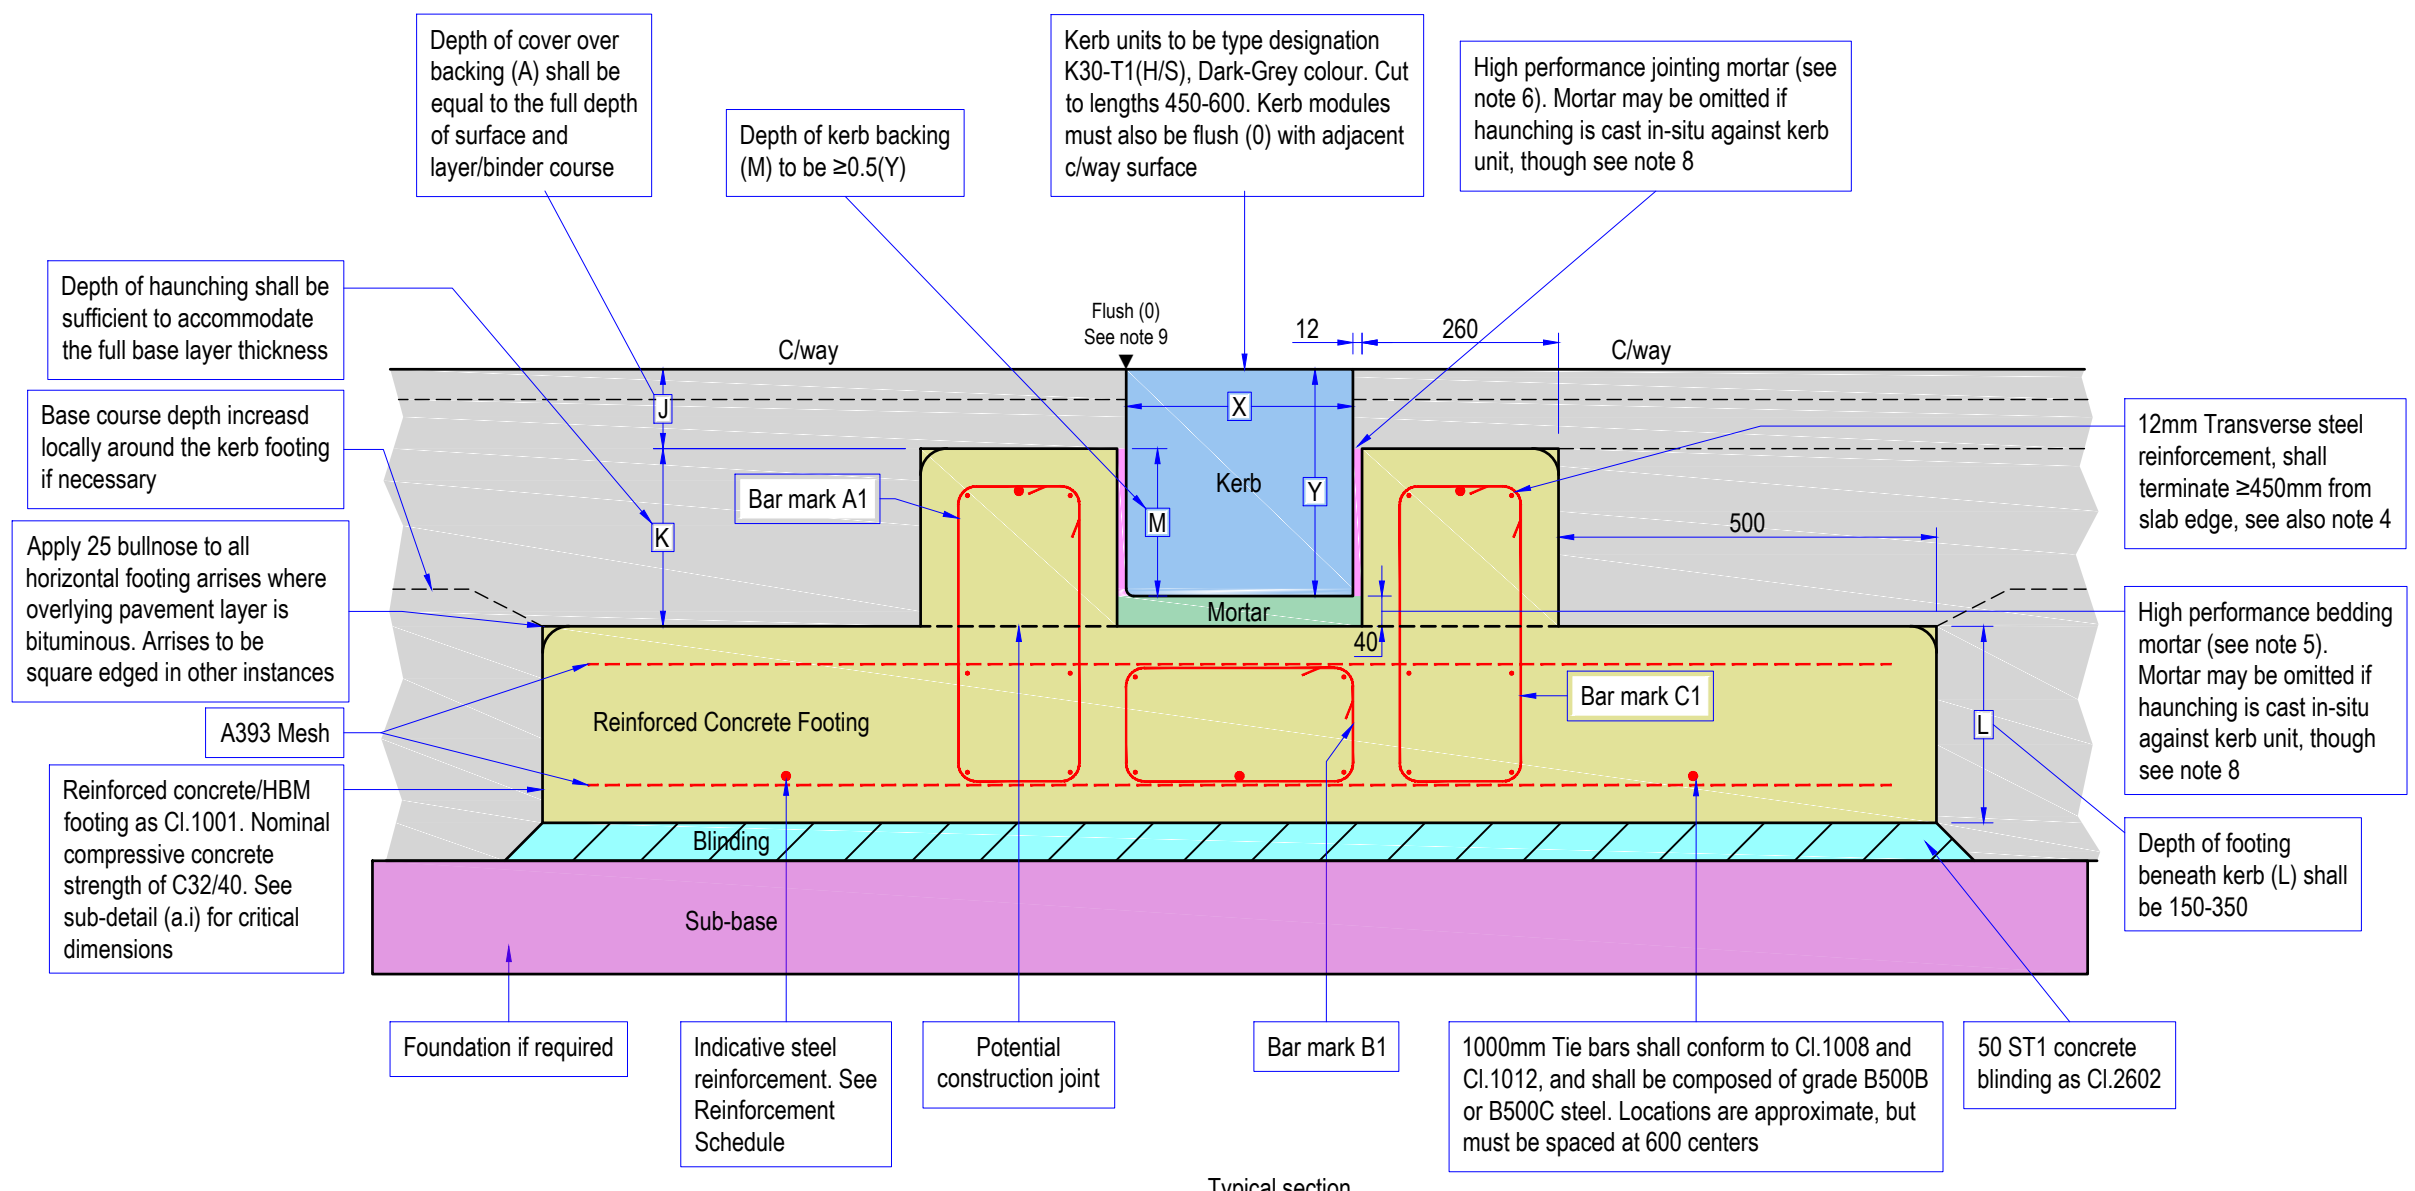 Depth of cover over
backing (A) shall be
equal to the full depth
of surface and
layer/binder course
Depth of kerb backing
(M) to be ≥0.5(Y)
Kerb units to be type designation
K30-T1(H/S), Dark-Grey colour. Cut
to lengths 450-600. Kerb modules
must also be flush (0) with adjacent
c/way surface
High performance jointing mortar (see
note 6). Mortar may be omitted if
haunching is cast in-situ against kerb
unit, though see note 8
Depth of haunching shall be
sufficient to accommodate
the full base layer thickness
Base course depth increasd
locally around the kerb footing
if necessary
Apply 25 bullnose to all
horizontal footing arrises where
overlying pavement layer is
bituminous. Arrises to be
square edged in other instances
A393 Mesh
Reinforced concrete/HBM
footing as Cl.1001. Nominal
compressive concrete
strength of C32/40. See
sub-detail (a.i) for critical
dimensions
C/way
Flush (0)
See note 9
12
260
C/way
J
X
K
Bar mark A1
M
Kerb
Y
500
Mortar
40
Reinforced Concrete Footing
Bar mark C1
L
Blinding
Sub-base
12mm Transverse steel
reinforcement, shall
terminate ≥450mm from
slab edge, see also note 4
High performance bedding
mortar (see note 5).
Mortar may be omitted if
haunching is cast in-situ
against kerb unit, though
see note 8
Depth of footing
beneath kerb (L) shall
be 150-350
Foundation if required
Indicative steel
reinforcement. See
Reinforcement
Schedule
Potential
construction joint
Bar mark B1
1000mm Tie bars shall conform to Cl.1008 and
Cl.1012, and shall be composed of grade B500B
or B500C steel. Locations are approximate, but
must be spaced at 600 centers
50 ST1 concrete
blinding as Cl.2602
Typical section